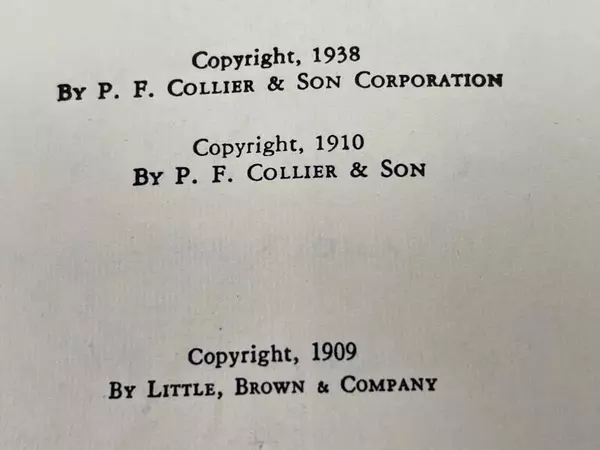 Copyright, 1938
By P. F. Collier & Son Corporation
Copyright, 1910
By P. F. Collier & Son
Copyright, 1909
By Little, Brown & Company